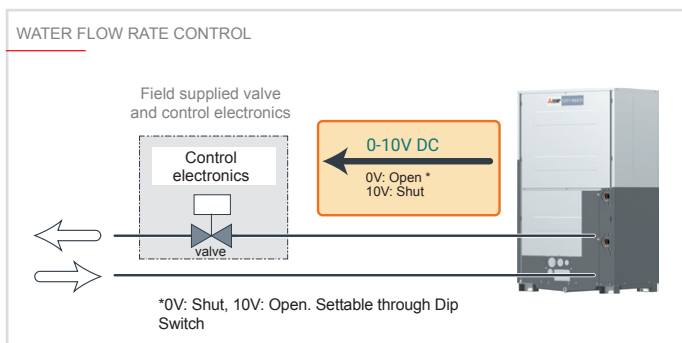 WATER FLOW RATE CONTROL
Field supplied valve
and control electronics
Control
electronics
0-10V DC
0V: Open *
10V: Shut
valve
*0V: Shut, 10V: Open. Settable through Dip
Switch